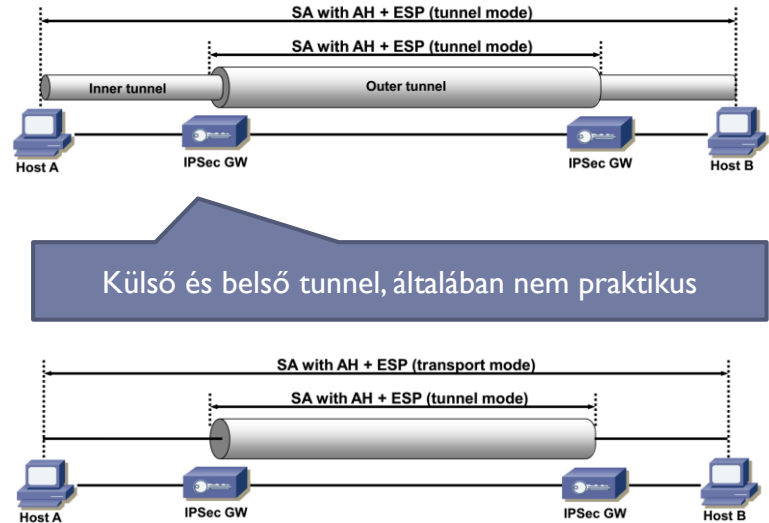 SA with AH + ESP (tunnel mode)
SA with AH + ESP (tunnel mode)
Inner tunnel
Outer tunnel
Host A
IPSec GW
IPSec GW
Host B
Külső és belső tunnel, általában nem praktikus
SA with AH + ESP (transport mode)
SA with AH + ESP (tunnel mode)
Host A
IPSec GW
IPSec GW
Host B